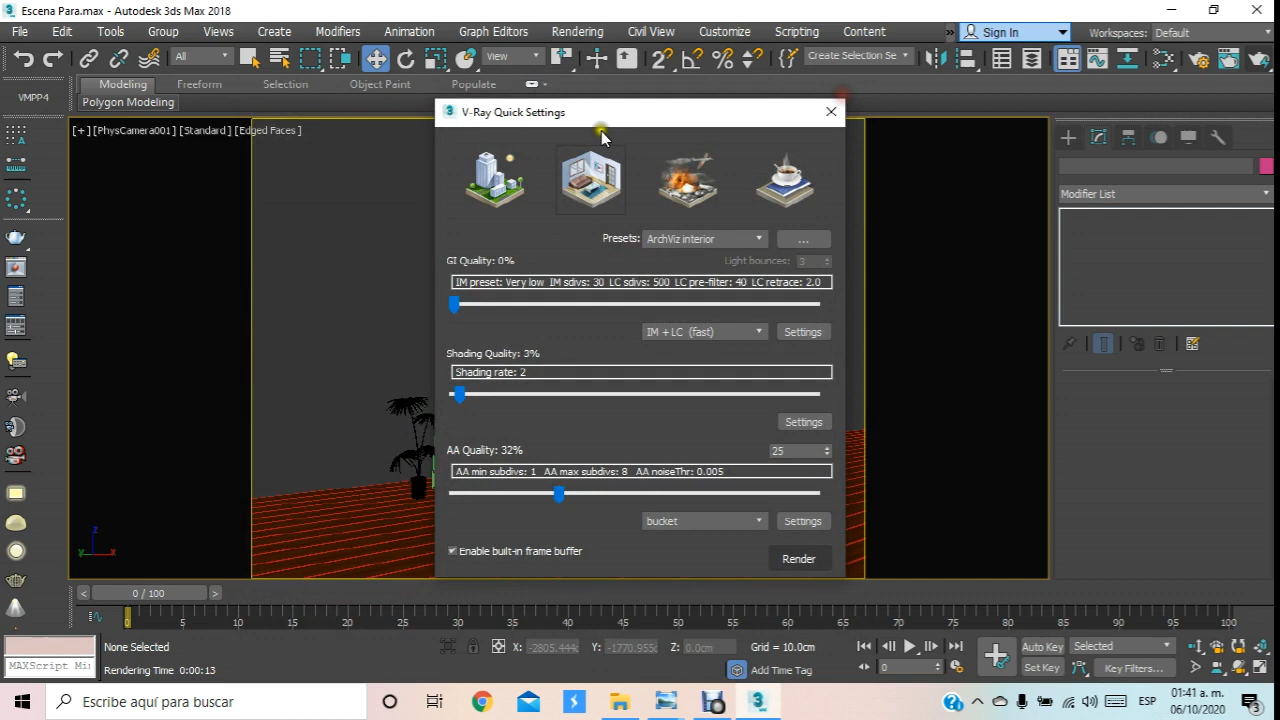 Escena Para.max - Autodesk 3ds Max 2018
File Edit Tools Group Views Create Modifiers Animation Graph Editors Rendering Civil View Customize Scripting Content » Sign In Workspaces: Default
All View Create Selection Se
Modeling Freeform Selection Object Paint Populate
VMPP4
Polygon Modeling
V-Ray Quick Settings
[+] [PhysCamera001] [Standard] [Edged Faces]
Modifier List
Presets: ArchViz interior ...
GI Quality: 0% Light bounces: 3
IM preset: Very low IM sdivs: 30 LC sdivs: 500 LC pre-filter: 40 LC retrace: 2.0
IM + LC (fast) Settings
Shading Quality: 3%
Shading rate: 2
Settings
AA Quality: 32% 25
AA min subdivs: 1 AA max subdivs: 8 AA noiseThr: 0.005
bucket Settings
Enable built-in frame buffer Render
z
y x
< 0 / 100 >
0 5 10 15 20 25 30 35 40 45 50 55 60 65 70 75 80 85 90 95 100
None Selected X: -2805.444c Y: -1770.955c Z: 0.0cm Grid = 10.0cm Auto Key Selected
MAXScript Mi Rendering Time 0:00:13 Add Time Tag 0 Set Key Key Filters...
Escribe aquí para buscar ESP 01:41 a. m.
06/10/2020
3